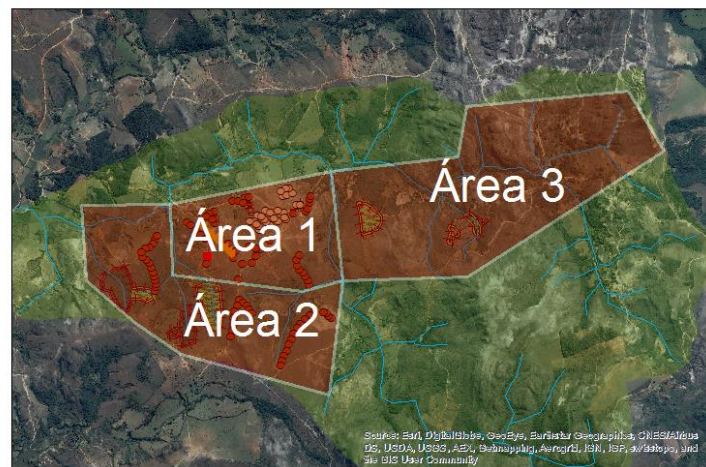 Área 3
Área 1
Área 2
Source: Esri, DigitalGlobe, GeoEye, Earthstar Geographics, CNES/Airbus
DS, USDA, USGS, AEX, Getmapping, Aerogrid, IGN, IGP, swisstopo, and
the GIS User Community